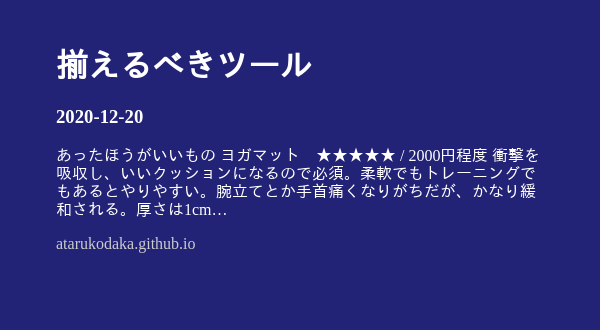 揃えるべきツール
2020-12-20
あったほうがいいもの ヨガマット　★★★★★ / 2000円程度 衝撃を
吸収し、いいクッションになるので必須。柔軟でもトレーニングで
もあるとやりやすい。腕立てとか手首痛くなりがちだが、かなり緩
和される。厚さは1cm…
atarukodaka.github.io